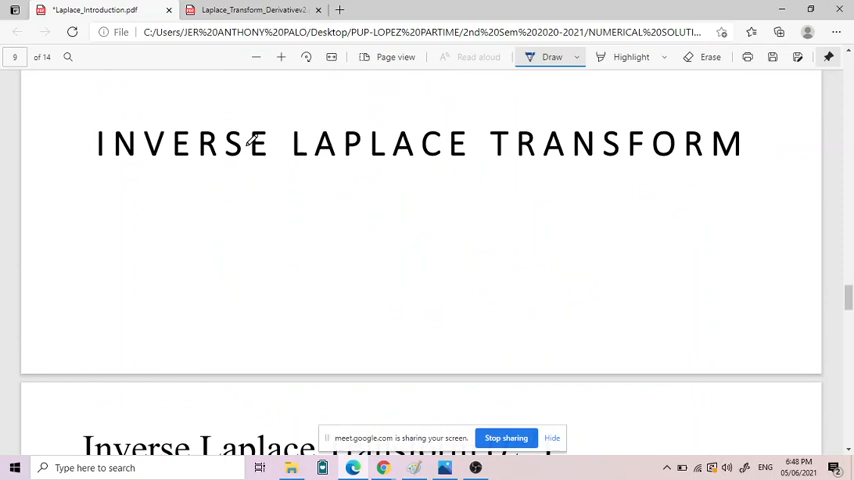 *Laplace_Introduction.pdf
Laplace_Transform_Derivativev2.
File
C:/Users/JER%20ANTHONY%20PALO/Desktop/PUP-LOPEZ%20PARTIME/2nd%20Sem%202020-2021/NUMERICAL%20SOLUTI...
9 of 14
Page view
Read aloud
Draw
Highlight
Erase
INVERSE LAPLACE TRANSFORM
Inverse Laplace
meet.google.com is sharing your screen.
Stop sharing
Hide
Type here to search
ENG
6:48 PM
05/06/2021
2